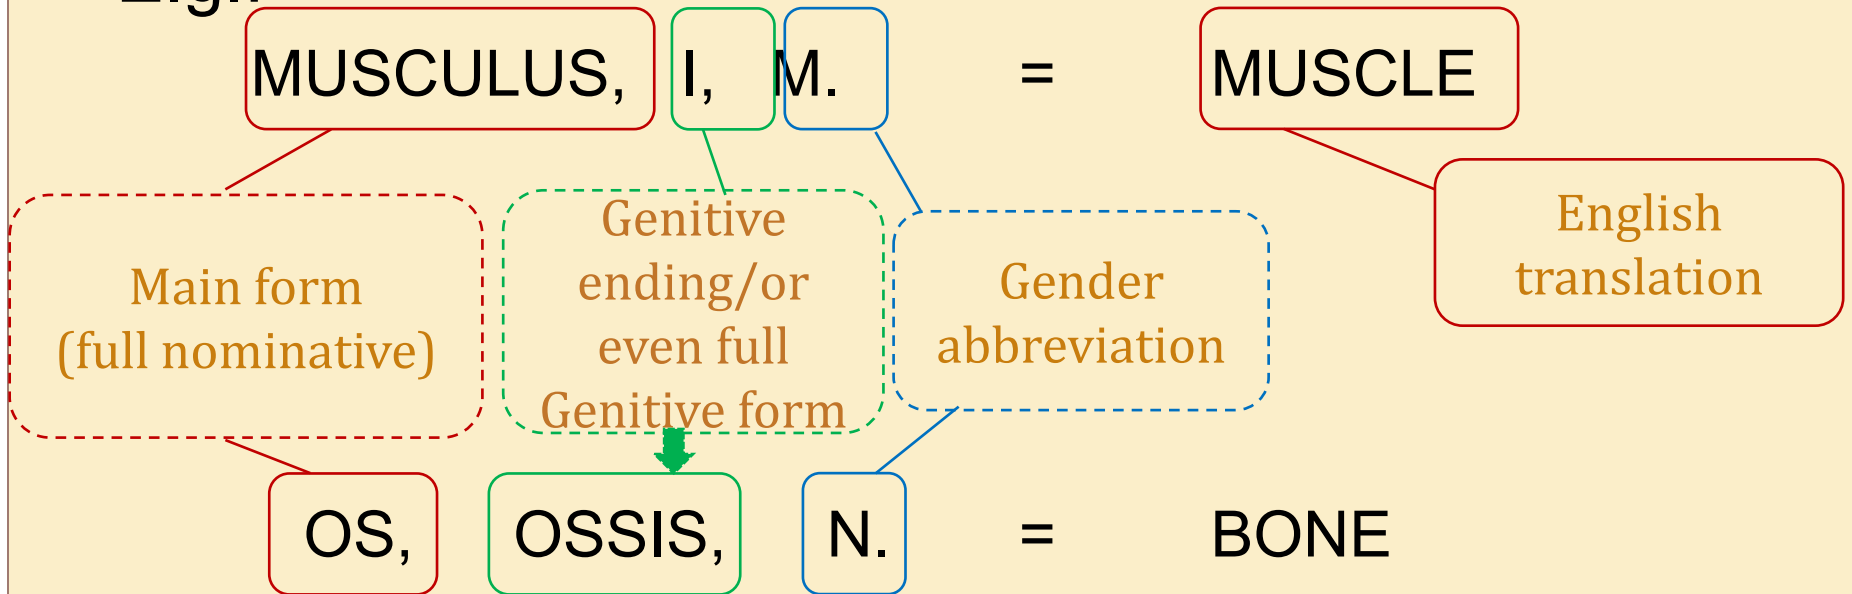 MUSCULUS, I, M. = MUSCLE
Main form
(full nominative)
Genitive
ending/or
even full
Genitive form
Gender
abbreviation
English
translation
OS, OSSIS, N. = BONE